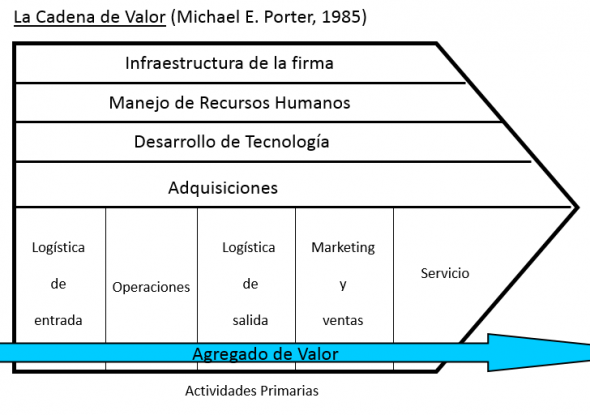 La Cadena de Valor (Michael E. Porter, 1985)
Infraestructura de la firma
Manejo de Recursos Humanos
Desarrollo de Tecnología
Adquisiciones
Logística
de
entrada
Operaciones
Logística
de
salida
Marketing
y
ventas
Servicio
Agregado de Valor
Actividades Primarias